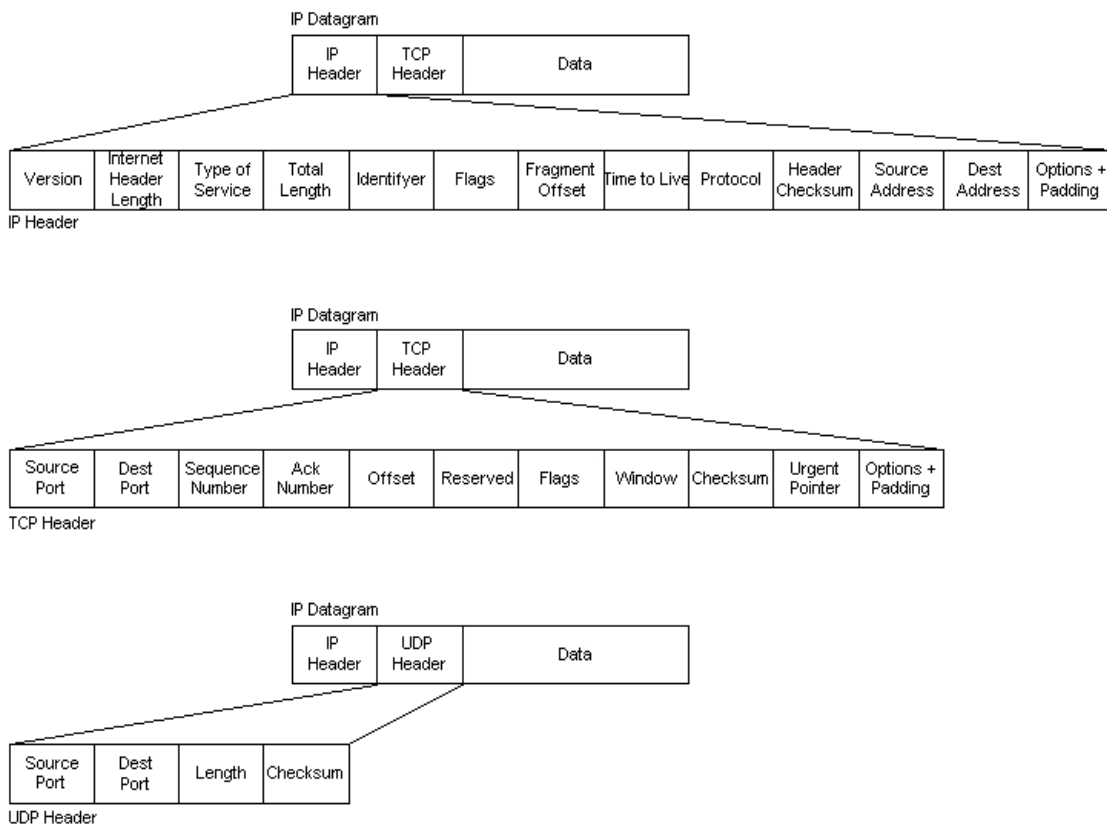 IP Datagram
IP Header
TCP Header
Data
Version
Internet Header Length
Type of Service
Total Length
Identifyer
Flags
Fragment Offset
Time to Live
Protocol
Header Checksum
Source Address
Dest Address
Options + Padding
IP Header
IP Datagram
IP Header
TCP Header
Data
Source Port
Dest Port
Sequence Number
Ack Number
Offset
Reserved
Flags
Window
Checksum
Urgent Pointer
Options + Padding
TCP Header
IP Datagram
IP Header
UDP Header
Data
Source Port
Dest Port
Length
Checksum
UDP Header